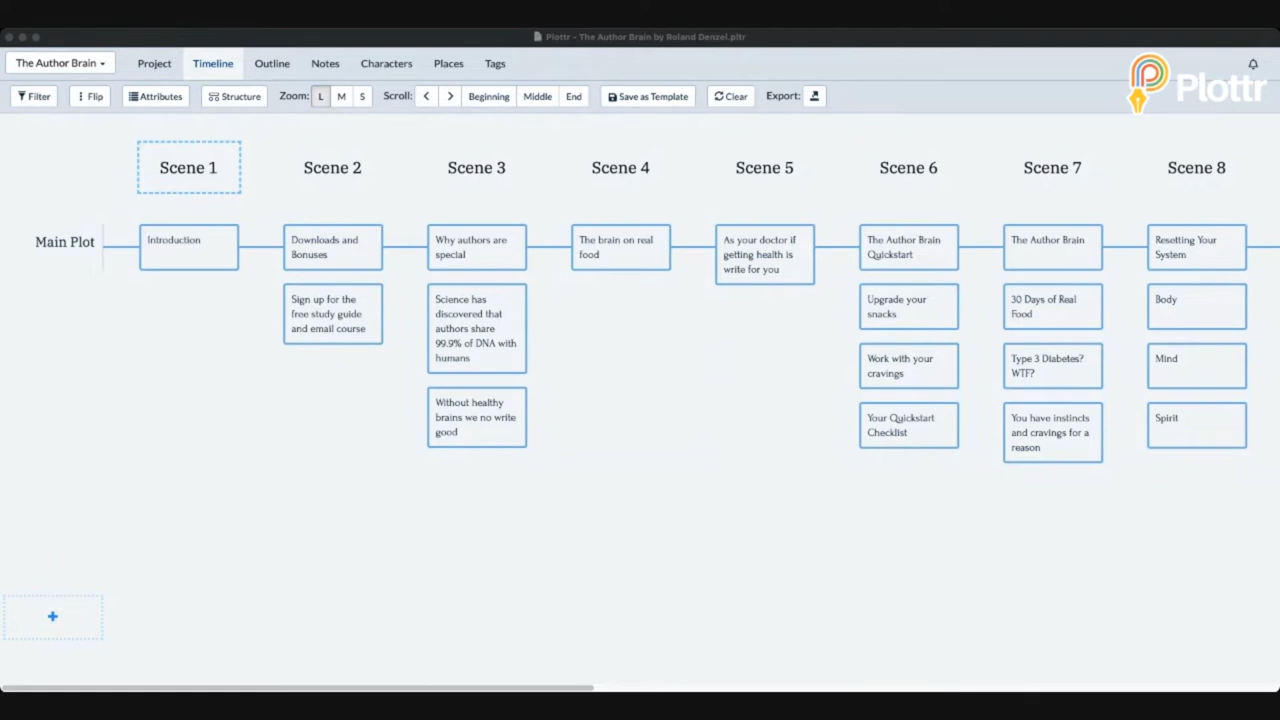 Plottr - The Author Brain by Roland Denzel.pltr
The Author Brain
Project
Timeline
Outline
Notes
Characters
Places
Tags
Plottr
Filter
Flip
Attributes
Structure
Zoom:
L
M
S
Scroll:
Beginning
Middle
End
Save as Template
Clear
Export:
Scene 1
Scene 2
Scene 3
Scene 4
Scene 5
Scene 6
Scene 7
Scene 8
Main Plot
Introduction
Downloads and
Bonuses
Sign up for the
free study guide
and email course
Why authors are
special
Science has
discovered that
authors share
99.9% of DNA with
humans
Without healthy
brains we no write
good
The brain on real
food
As your doctor if
getting health is
write for you
The Author Brain
Quickstart
Upgrade your
snacks
Work with your
cravings
Your Quickstart
Checklist
The Author Brain
30 Days of Real
Food
Type 3 Diabetes?
WTF?
You have instincts
and cravings for a
reason
Resetting Your
System
Body
Mind
Spirit